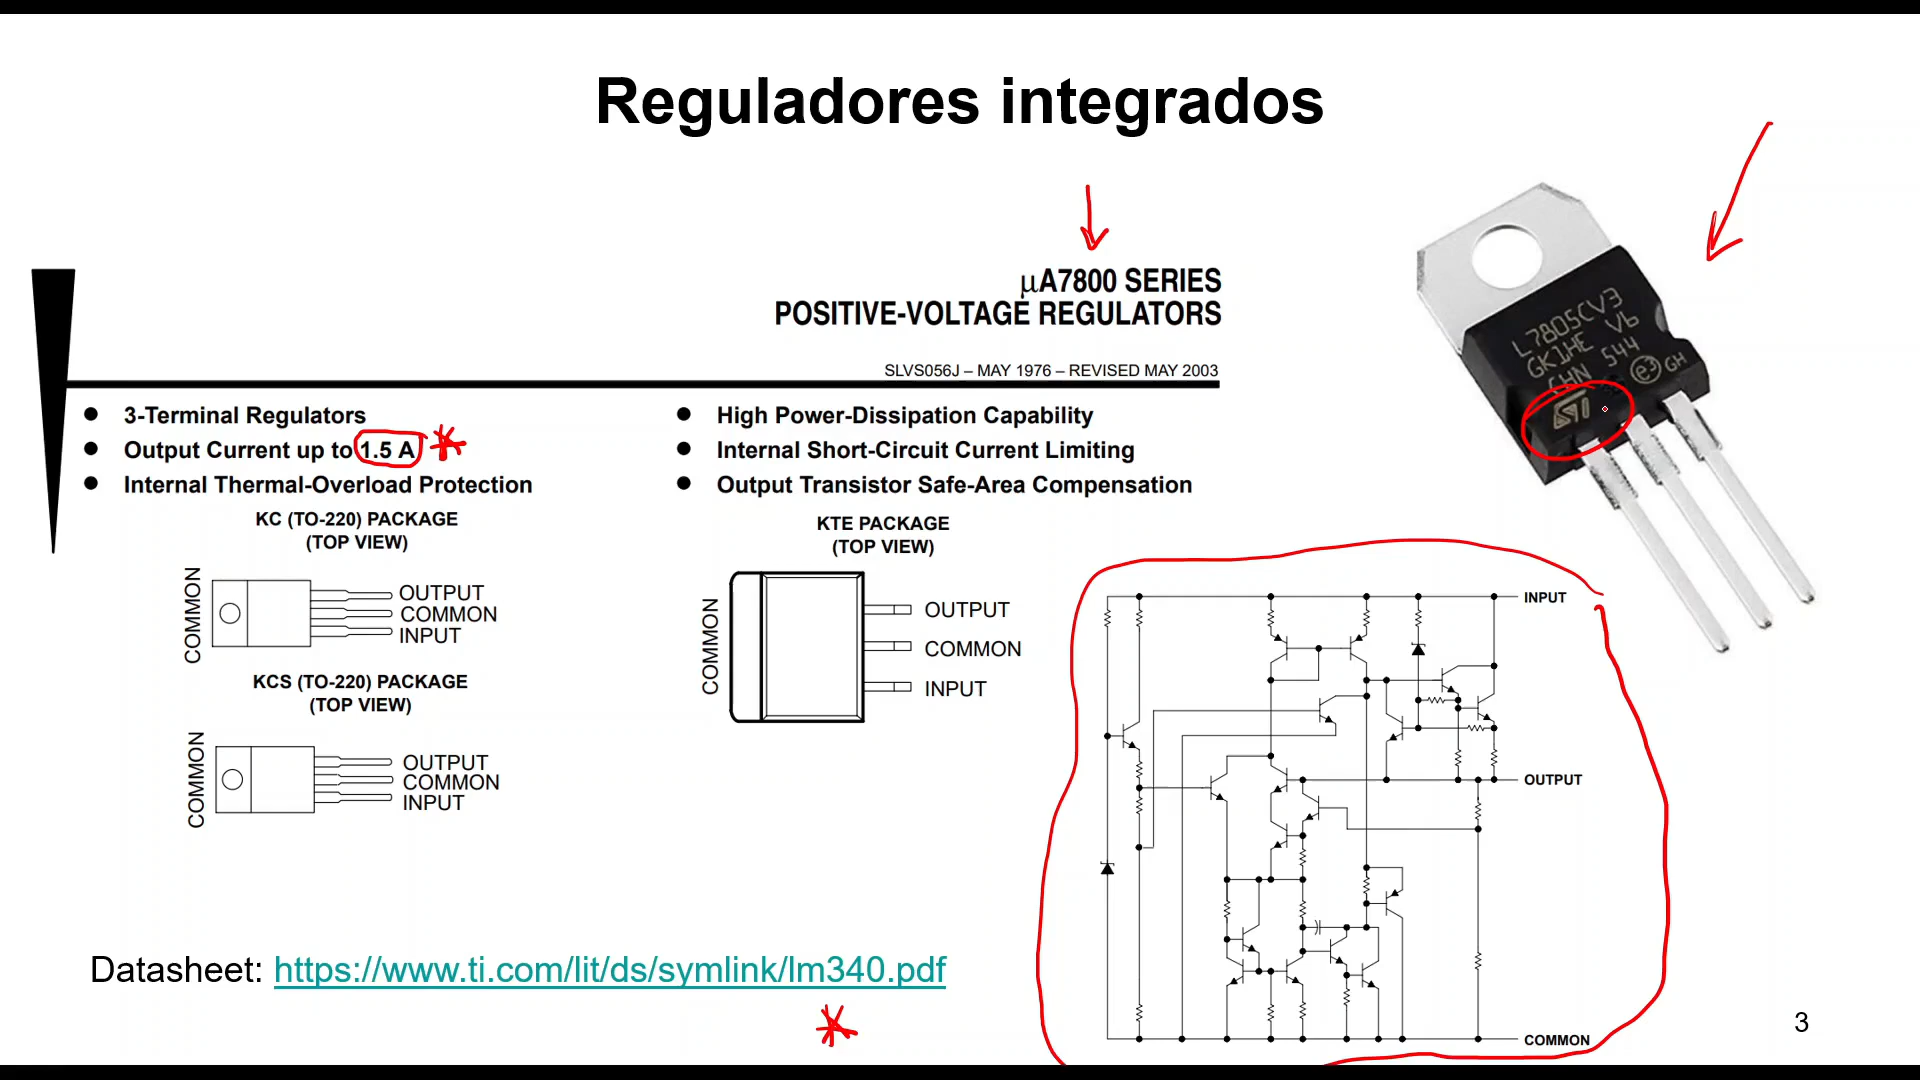 Reguladores integrados
µA7800 SERIES
POSITIVE-VOLTAGE REGULATORS
SLVS056J – MAY 1976 – REVISED MAY 2003
3-Terminal Regulators
Output Current up to 1.5 A
Internal Thermal-Overload Protection
High Power-Dissipation Capability
Internal Short-Circuit Current Limiting
Output Transistor Safe-Area Compensation
KC (TO-220) PACKAGE
(TOP VIEW)
COMMON
OUTPUT
COMMON
INPUT
KCS (TO-220) PACKAGE
(TOP VIEW)
COMMON
OUTPUT
COMMON
INPUT
KTE PACKAGE
(TOP VIEW)
COMMON
OUTPUT
COMMON
INPUT
L7805CV3
GK1HE V6
CHN 544
e3 GH
ST
INPUT
OUTPUT
COMMON
Datasheet: https://www.ti.com/lit/ds/symlink/lm340.pdf
3